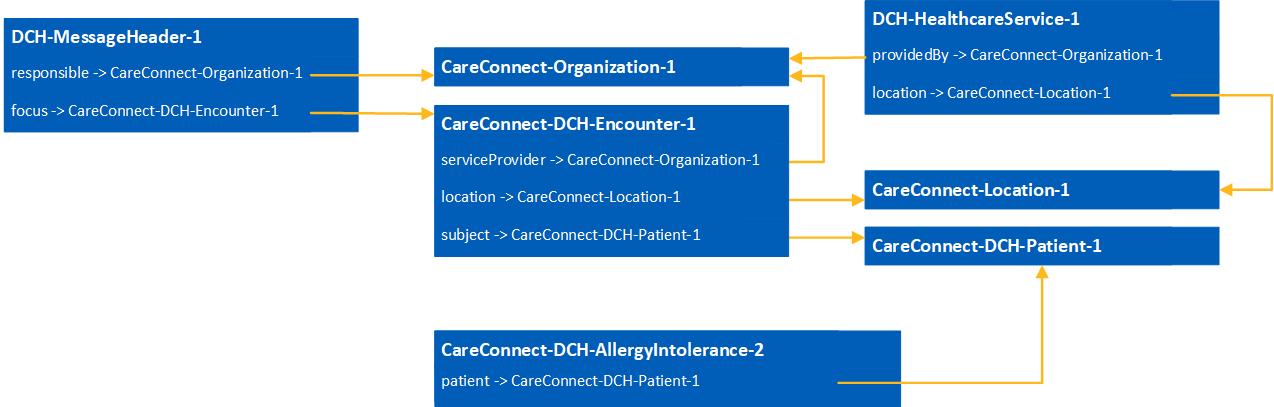 DCH-MessageHeader-1
responsible -> CareConnect-Organization-1
focus -> CareConnect-DCH-Encounter-1
CareConnect-Organization-1
CareConnect-DCH-Encounter-1
serviceProvider -> CareConnect-Organization-1
location -> CareConnect-Location-1
subject -> CareConnect-DCH-Patient-1
DCH-HealthcareService-1
providedBy -> CareConnect-Organization-1
location -> CareConnect-Location-1
CareConnect-Location-1
CareConnect-DCH-Patient-1
CareConnect-DCH-AllergyIntolerance-2
patient -> CareConnect-DCH-Patient-1